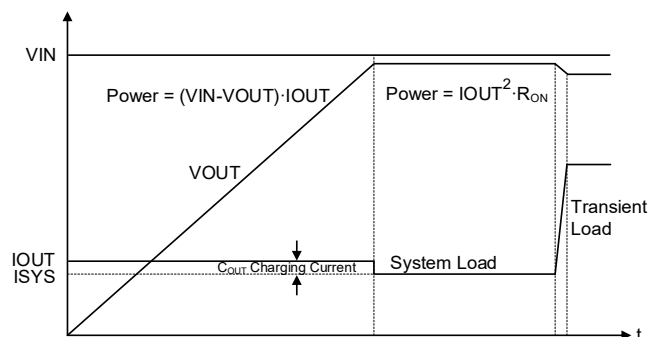 VIN
Power = (VIN-VOUT)·IOUT
Power = IOUT²·RON
VOUT
Transient
Load
IOUT
COUT Charging Current
System Load
ISYS
t